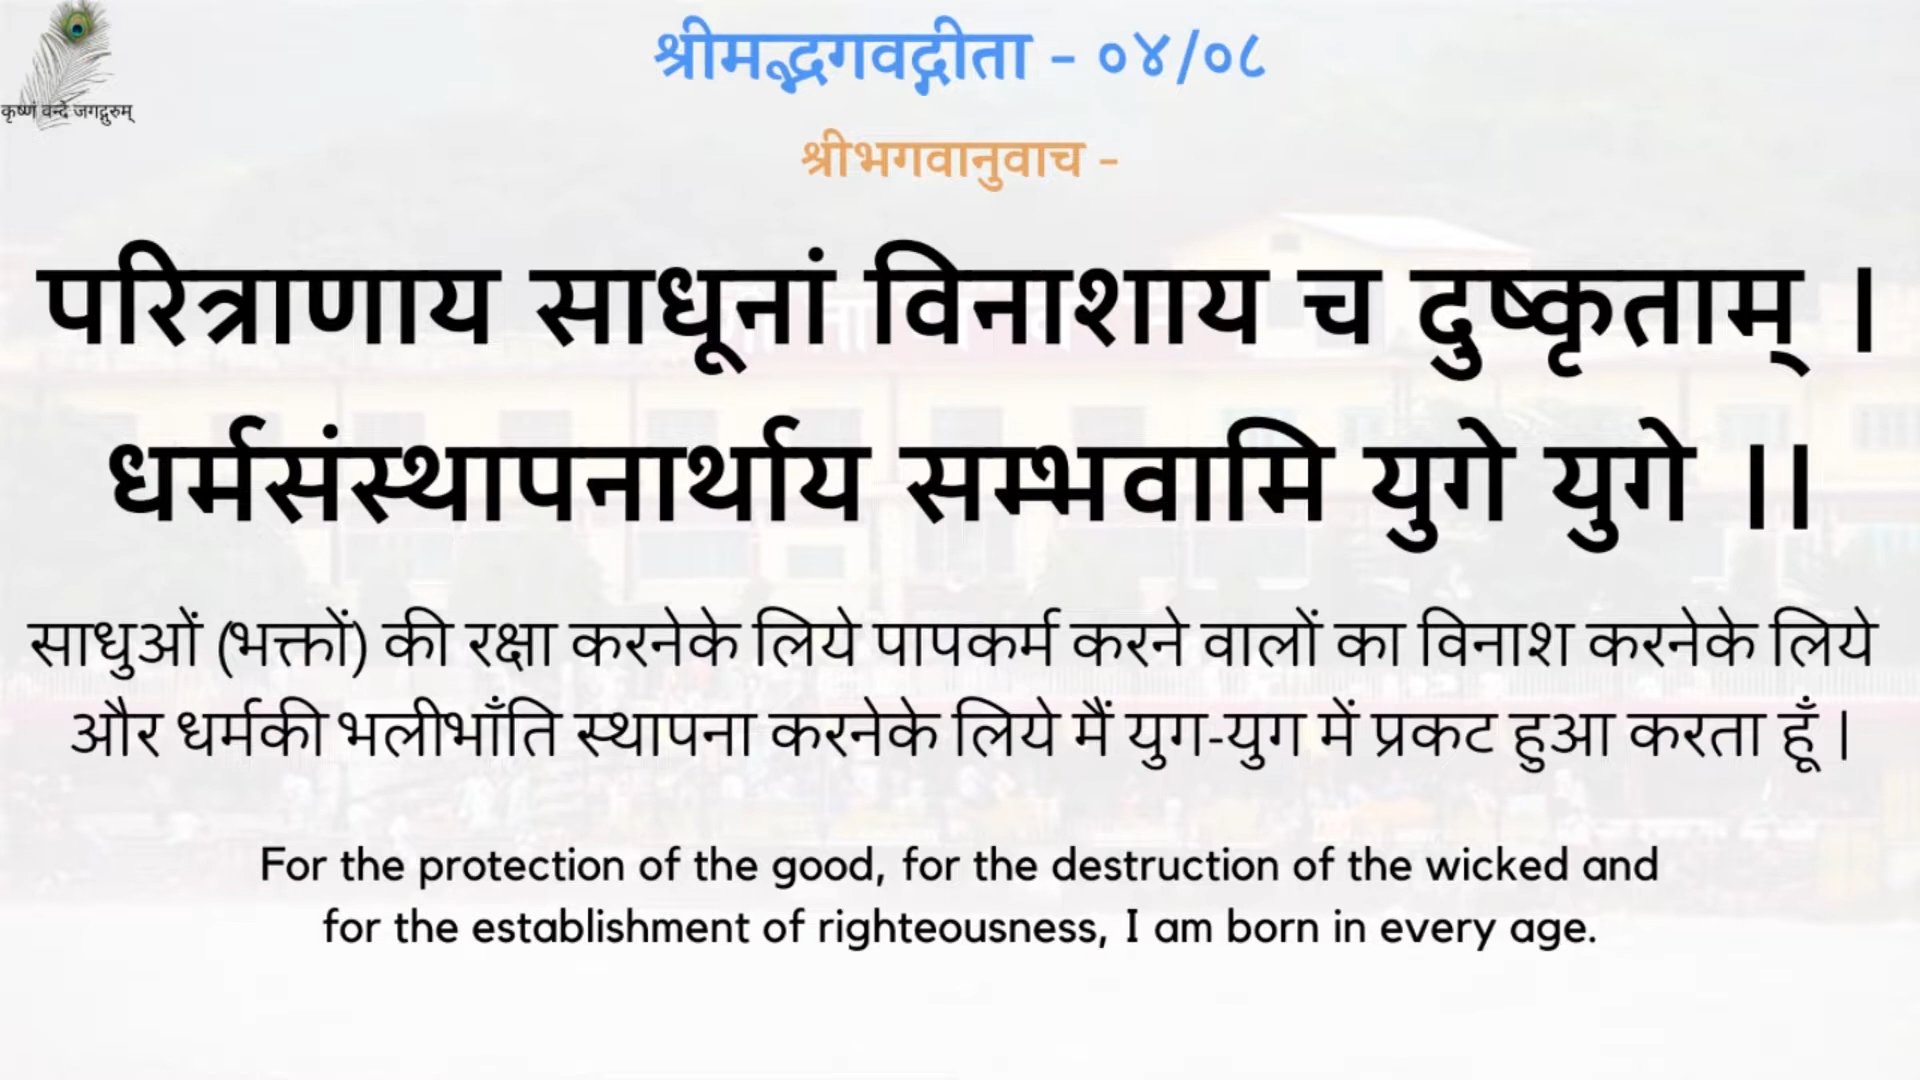 कृष्णं वन्दे जगद्गुरुम्
श्रीमद्भगवद्गीता - ०४/०८
श्रीभगवानुवाच -
परित्राणाय साधूनां विनाशाय च दुष्कृताम् ।
धर्मसंस्थापनार्थाय सम्भवामि युगे युगे ।।
साधुओं (भक्तों) की रक्षा करनेके लिये पापकर्म करने वालों का विनाश करनेके लिये
और धर्मकी भलीभाँति स्थापना करनेके लिये मैं युग-युग में प्रकट हुआ करता हूँ ।
For the protection of the good, for the destruction of the wicked and
for the establishment of righteousness, I am born in every age.